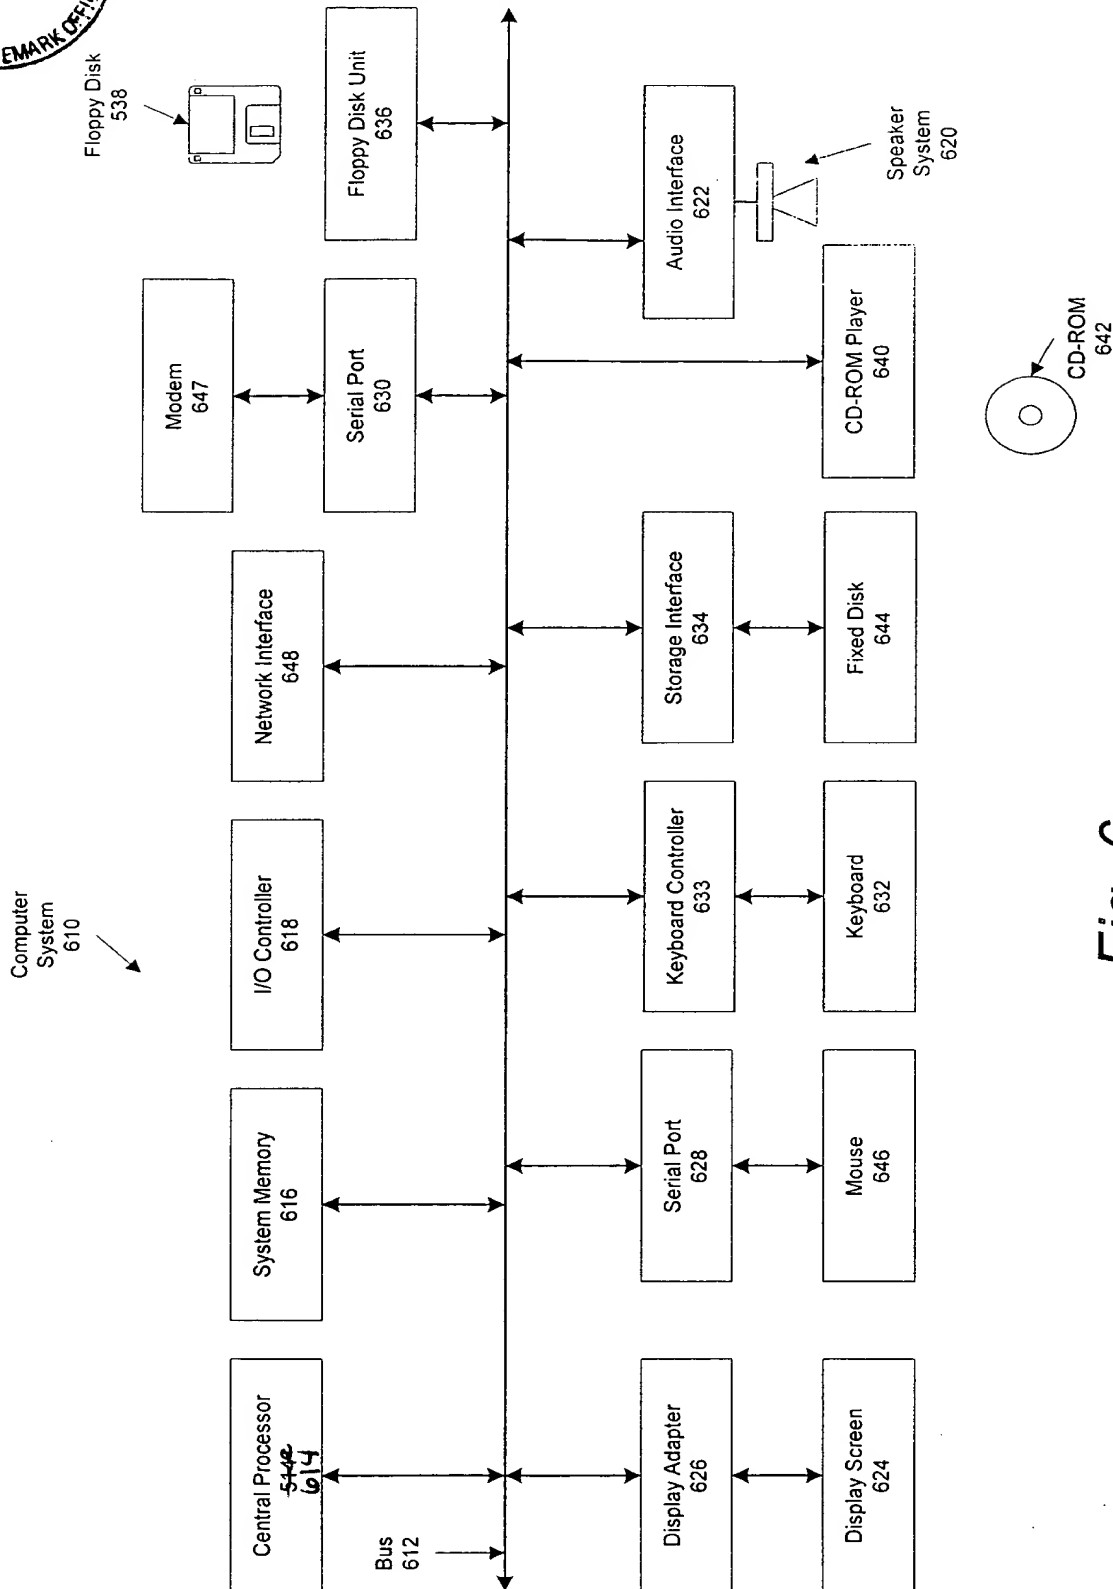 EMARK OFFI
Computer
System
610
Floppy Disk
538
Central Processor
614
System Memory
616
I/O Controller
618
Network Interface
648
Modem
647
Serial Port
630
Floppy Disk Unit
636
Bus
612
Display Adapter
626
Serial Port
628
Keyboard Controller
633
Storage Interface
634
Audio Interface
622
Speaker
System
620
Display Screen
624
Mouse
646
Keyboard
632
Fixed Disk
644
CD-ROM Player
640
CD-ROM
642
Fig.